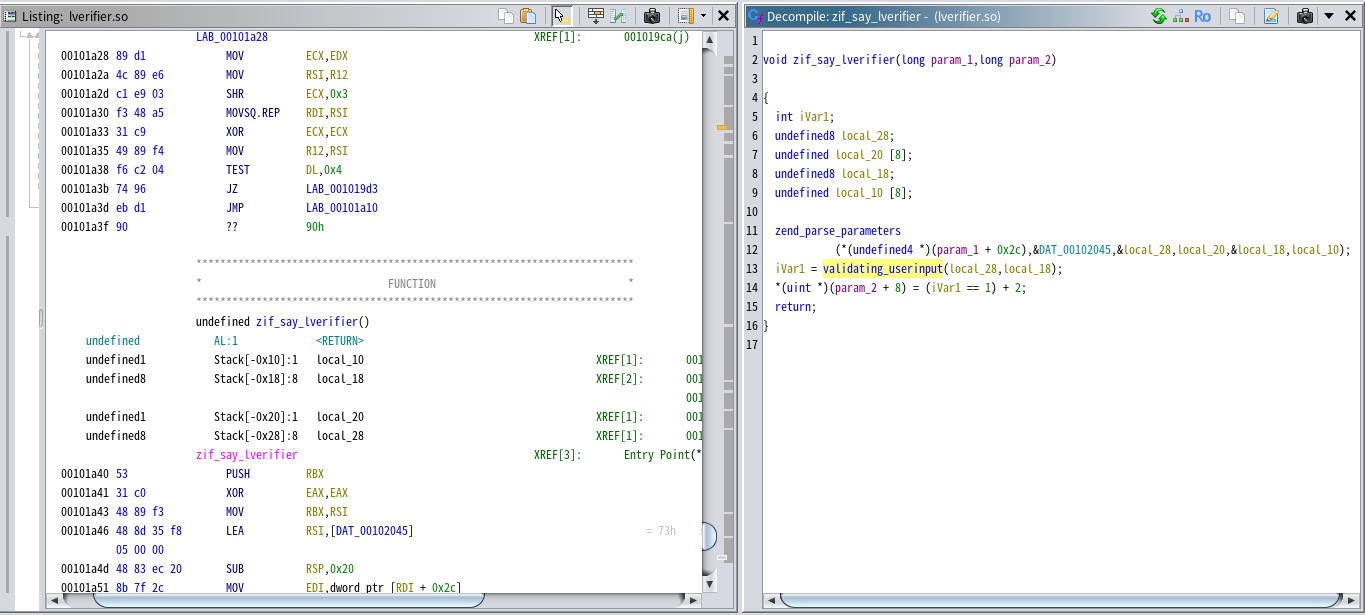 Listing: lverifier.so
LAB_00101a28 XREF[1]: 001019ca(j)
00101a28 89 d1 MOV ECX,EDX
00101a2a 4c 89 e6 MOV RSI,R12
00101a2d c1 e9 03 SHR ECX,0x3
00101a30 f3 48 a5 MOVSQ.REP RDI,RSI
00101a33 31 c9 XOR ECX,ECX
00101a35 49 89 f4 MOV R12,RSI
00101a38 f6 c2 04 TEST DL,0x4
00101a3b 74 96 JZ LAB_001019d3
00101a3d eb d1 JMP LAB_00101a10
00101a3f 90 ?? 90h
**************************************************************
* FUNCTION *
**************************************************************
undefined zif_say_lverifier()
undefined AL:1 <RETURN>
undefined1 Stack[-0x10]:1 local_10 XREF[1]: 001
undefined8 Stack[-0x18]:8 local_18 XREF[2]: 001
001
undefined1 Stack[-0x20]:1 local_20 XREF[1]: 001
undefined8 Stack[-0x28]:8 local_28 XREF[1]: 001
zif_say_lverifier XREF[3]: Entry Point(*
00101a40 53 PUSH RBX
00101a41 31 c0 XOR EAX,EAX
00101a43 48 89 f3 MOV RBX,RSI
00101a46 48 8d 35 f8 LEA RSI,[DAT_00102045] = 73h
05 00 00
00101a4d 48 83 ec 20 SUB RSP,0x20
00101a51 8b 7f 2c MOV EDI,dword ptr [RDI + 0x2c]
Decompile: zif_say_lverifier - (lverifier.so)
Ro
1
2 void zif_say_lverifier(long param_1,long param_2)
3
4 {
5 int iVar1;
6 undefined8 local_28;
7 undefined local_20 [8];
8 undefined8 local_18;
9 undefined local_10 [8];
10
11 zend_parse_parameters
12 (*(undefined4 *)(param_1 + 0x2c),&DAT_00102045,&local_28,local_20,&local_18,local_10);
13 iVar1 = validating_userinput(local_28,local_18);
14 *(uint *)(param_2 + 8) = (iVar1 == 1) + 2;
15 return;
16 }
17